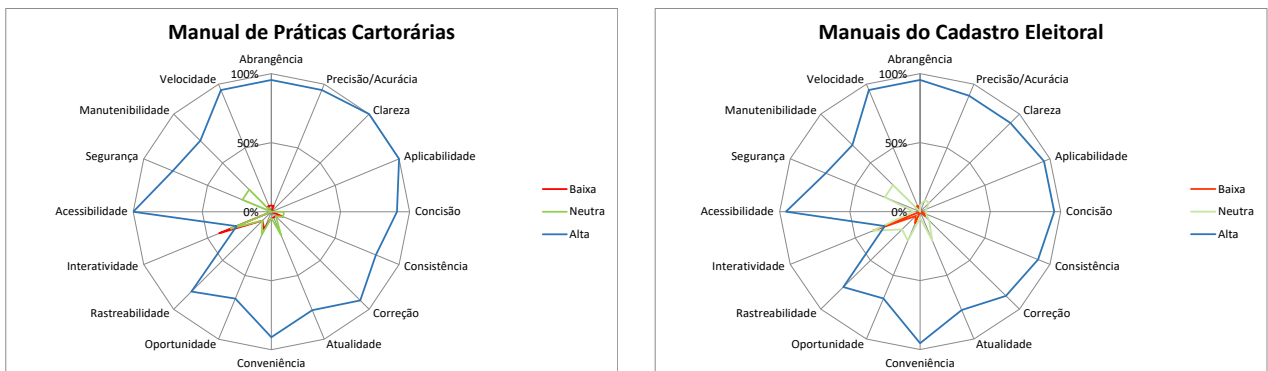 Manual de Práticas Cartorárias
Abrangência
100%
Velocidade
Precisão/Acurácia
Manutenibilidade
Clareza
50%
Segurança
Aplicabilidade
Acessibilidade
0%
Concisão
Interatividade
Consistência
Rastreabilidade
Correção
Oportunidade
Atualidade
Conveniência
Baixa
Neutra
Alta
Manuais do Cadastro Eleitoral
Abrangência
100%
Velocidade
Precisão/Acurácia
Manutenibilidade
Clareza
50%
Segurança
Aplicabilidade
Acessibilidade
0%
Concisão
Interatividade
Consistência
Rastreabilidade
Correção
Oportunidade
Atualidade
Conveniência
Baixa
Neutra
Alta